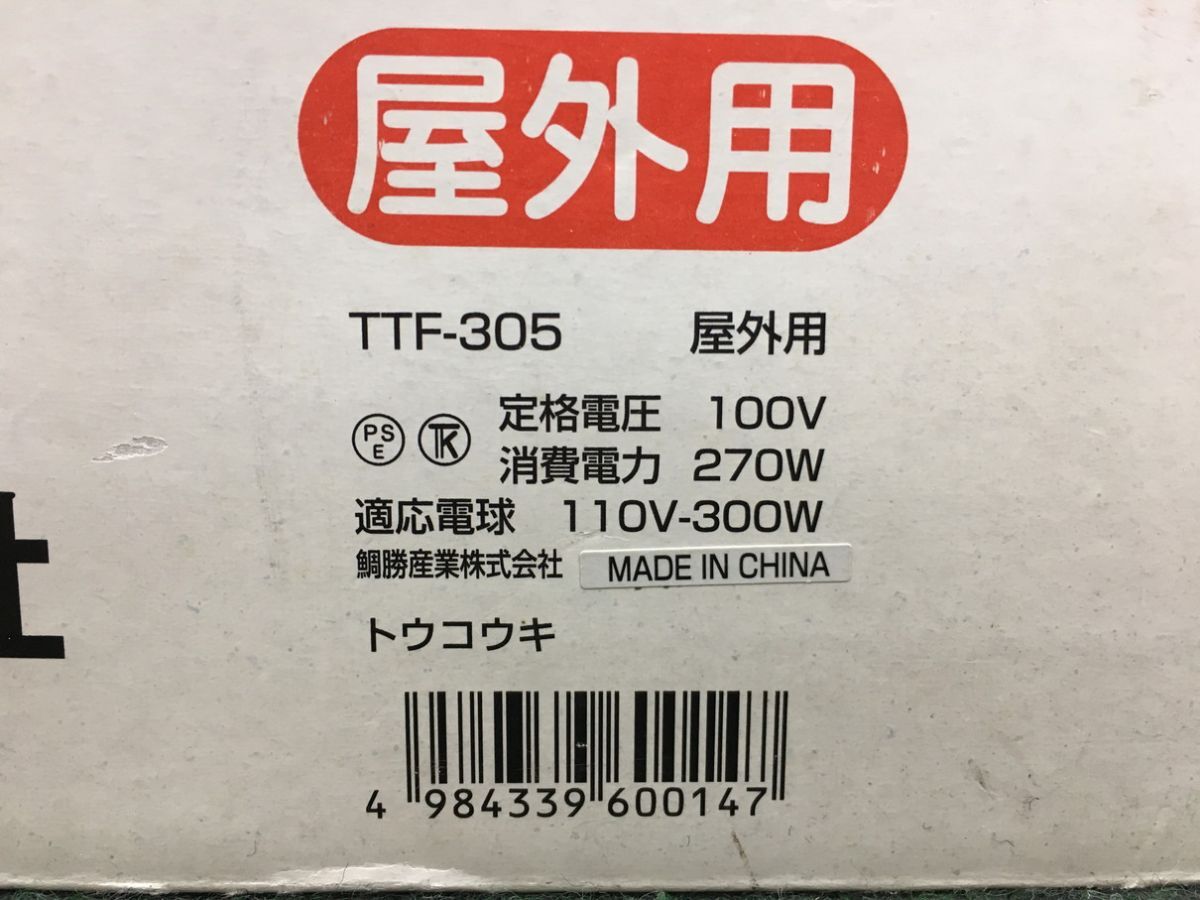 屋外用
TTF-305 屋外用
PS E TK 定格電圧 100V
消費電力 270W
適応電球 110V-300W
鯛勝産業株式会社 MADE IN CHINA
トウコウキ
4 984339 600147